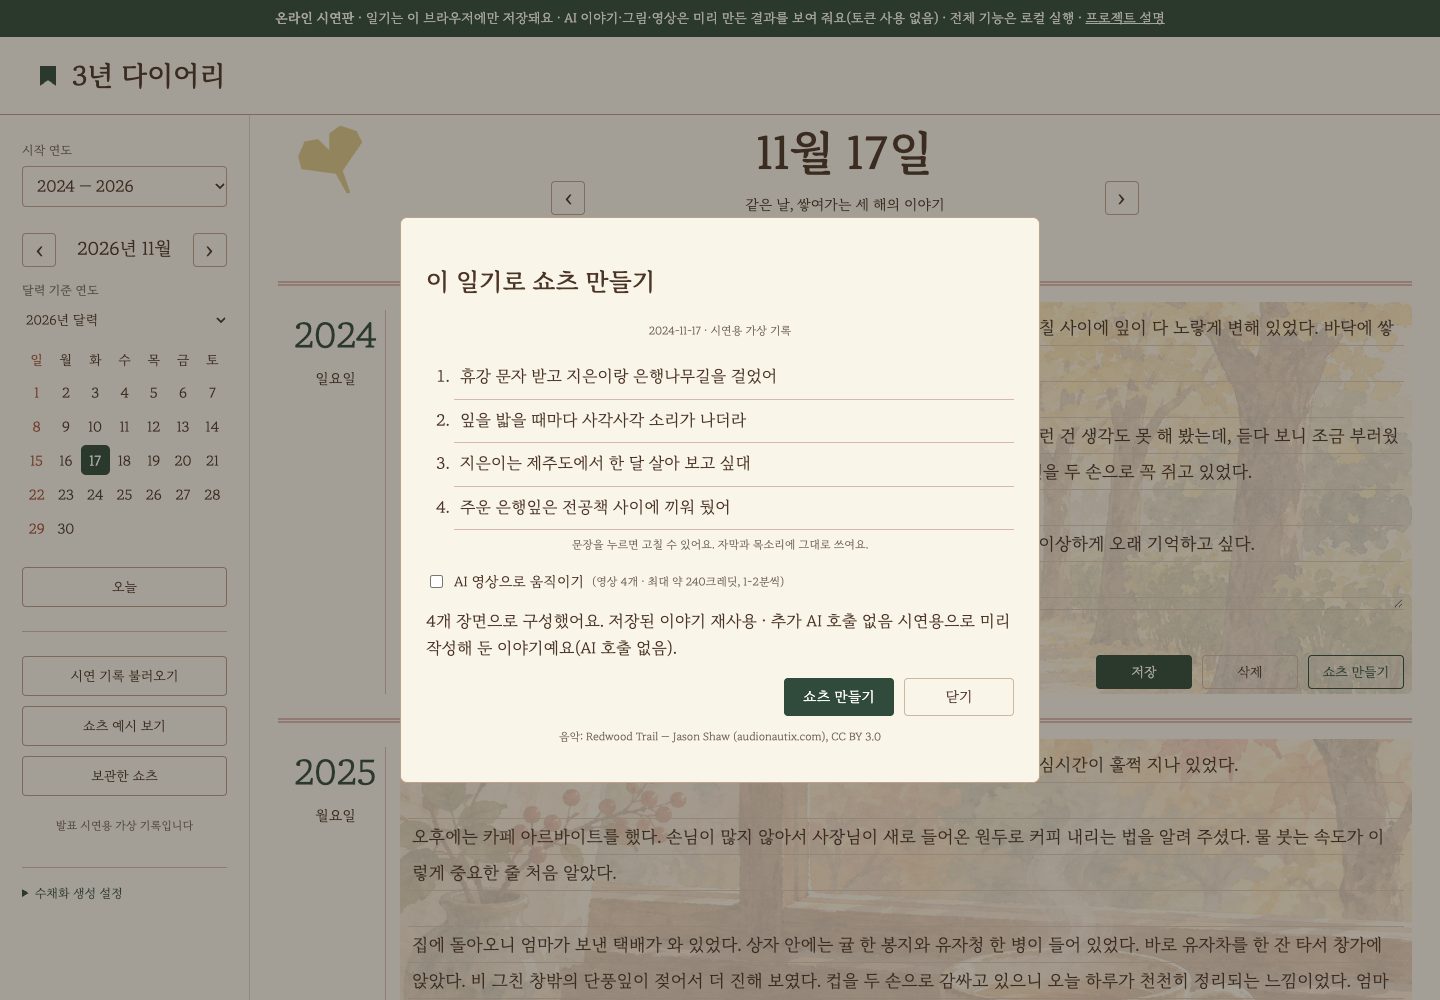 온라인 시연판 · 일기는 이 브라우저에만 저장돼요 · AI 이야기·그림·영상은 미리 만든 결과를 보여 줘요(토큰 사용 없음) · 전체 기능은 로컬 실행 · 프로젝트 설명
3년 다이어리
시작 연도
2024 — 2026
‹ 2026년 11월 ›
달력 기준 연도
2026년 달력
일 월 화 수 목 금 토
1 2 3 4 5 6 7
8 9 10 11 12 13 14
15 16 17 18 19 20 21
22 23 24 25 26 27 28
29 30
오늘
시연 기록 불러오기
쇼츠 예시 보기
보관한 쇼츠
발표 시연용 가상 기록입니다
▶ 수채화 생성 설정
11월 17일
‹ 같은 날, 쌓여가는 세 해의 이야기 ›
2024
일요일
칠 사이에 잎이 다 노랗게 변해 있었다. 바닥에 쌓
런 건 생각도 못 해 봤는데, 듣다 보니 조금 부러웠
을 두 손으로 꼭 쥐고 있었다.
이상하게 오래 기억하고 싶다.
저장 삭제 쇼츠 만들기
이 일기로 쇼츠 만들기
2024-11-17 · 시연용 가상 기록
1. 휴강 문자 받고 지은이랑 은행나무길을 걸었어
2. 잎을 밟을 때마다 사각사각 소리가 나더라
3. 지은이는 제주도에서 한 달 살아 보고 싶대
4. 주운 은행잎은 전공책 사이에 끼워 뒀어
문장을 누르면 고칠 수 있어요. 자막과 목소리에 그대로 쓰여요.
AI 영상으로 움직이기 (영상 4개 · 최대 약 240크레딧, 1-2분씩)
4개 장면으로 구성했어요. 저장된 이야기 재사용 · 추가 AI 호출 없음 시연용으로 미리
작성해 둔 이야기예요(AI 호출 없음).
쇼츠 만들기 닫기
음악: Redwood Trail — Jason Shaw (audionautix.com), CC BY 3.0
2025
월요일
심시간이 훌쩍 지나 있었다.
오후에는 카페 아르바이트를 했다. 손님이 많지 않아서 사장님이 새로 들어온 원두로 커피 내리는 법을 알려 주셨다. 물 붓는 속도가 이
렇게 중요한 줄 처음 알았다.
집에 돌아오니 엄마가 보낸 택배가 와 있었다. 상자 안에는 귤 한 봉지와 유자청 한 병이 들어 있었다. 바로 유자차를 한 잔 타서 창가에
앉았다. 비 그친 창밖의 단풍잎이 젖어서 더 진해 보였다. 컵을 두 손으로 감싸고 있으니 오늘 하루가 천천히 정리되는 느낌이었다. 엄마